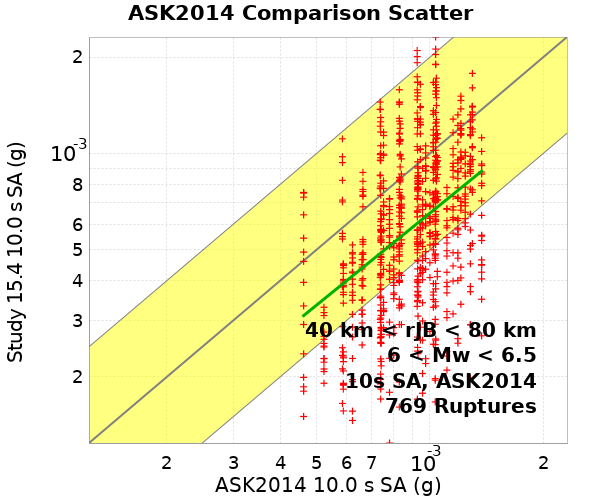 ASK2014 Comparison Scatter
Study 15.4 10.0 s SA (g)
2
10-3
8
6
5
4
3
2
40 km < rJB < 80 km
6 < Mw < 6.5
10s SA, ASK2014
769 Ruptures
2 3 4 5 6 7 10-3 2
ASK2014 10.0 s SA (g)